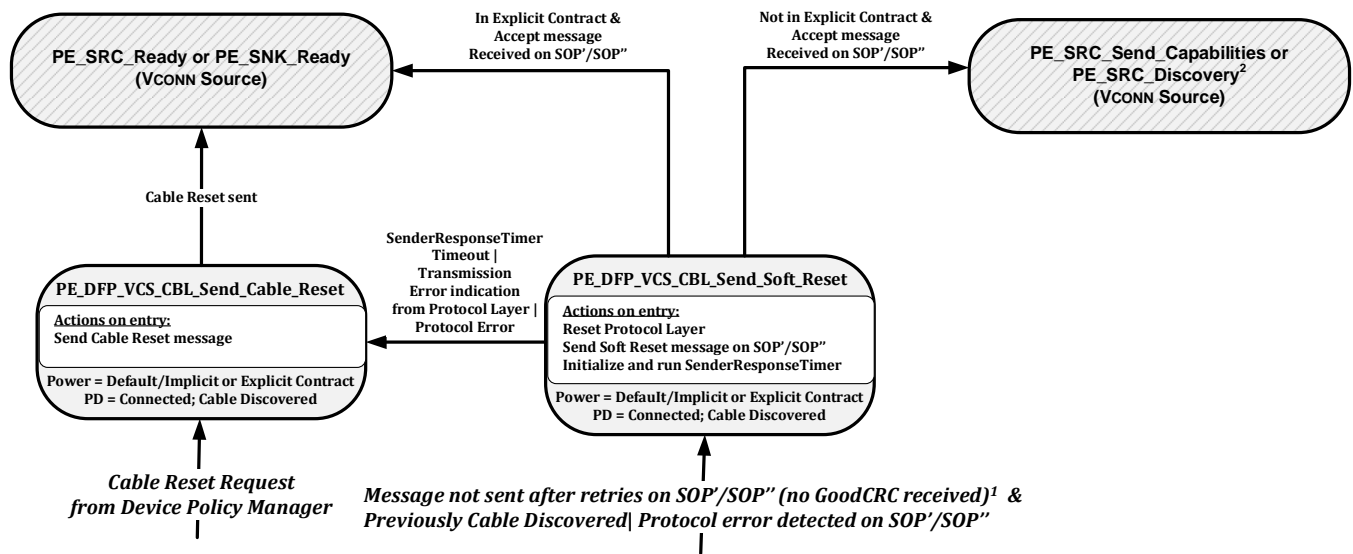 In Explicit Contract &
Accept message
Received on SOP’/SOP’’
Not in Explicit Contract &
Accept message
Received on SOP’/SOP’’
PE_SRC_Ready or PE_SNK_Ready
(VCONN Source)
PE_SRC_Send_Capabilities or
PE_SRC_Discovery²
(VCONN Source)
Cable Reset sent
SenderResponseTimer
Timeout |
Transmission
Error indication
from Protocol Layer |
Protocol Error
PE_DFP_VCS_CBL_Send_Cable_Reset
Actions on entry:
Send Cable Reset message
Power = Default/Implicit or Explicit Contract
PD = Connected; Cable Discovered
PE_DFP_VCS_CBL_Send_Soft_Reset
Actions on entry:
Reset Protocol Layer
Send Soft Reset message on SOP’/SOP’’
Initialize and run SenderResponseTimer
Power = Default/Implicit or Explicit Contract
PD = Connected; Cable Discovered
Cable Reset Request
from Device Policy Manager
Message not sent after retries on SOP’/SOP’’ (no GoodCRC received)¹ &
Previously Cable Discovered| Protocol error detected on SOP’/SOP’’